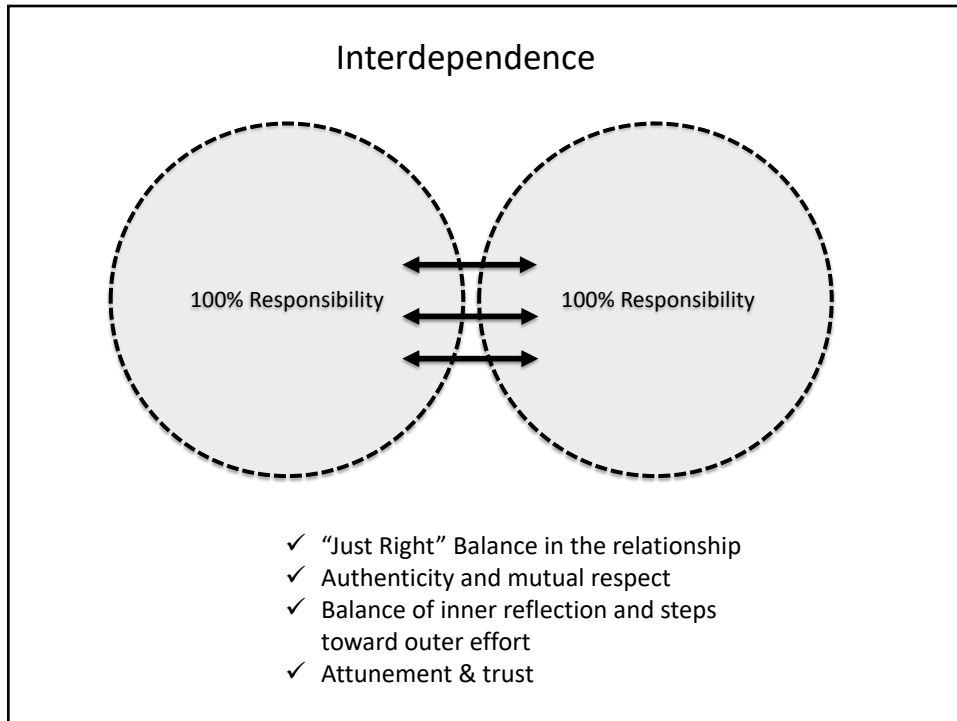 Interdependence
100% Responsibility
100% Responsibility
✓ “Just Right” Balance in the relationship
✓ Authenticity and mutual respect
✓ Balance of inner reflection and steps
toward outer effort
✓ Attunement & trust